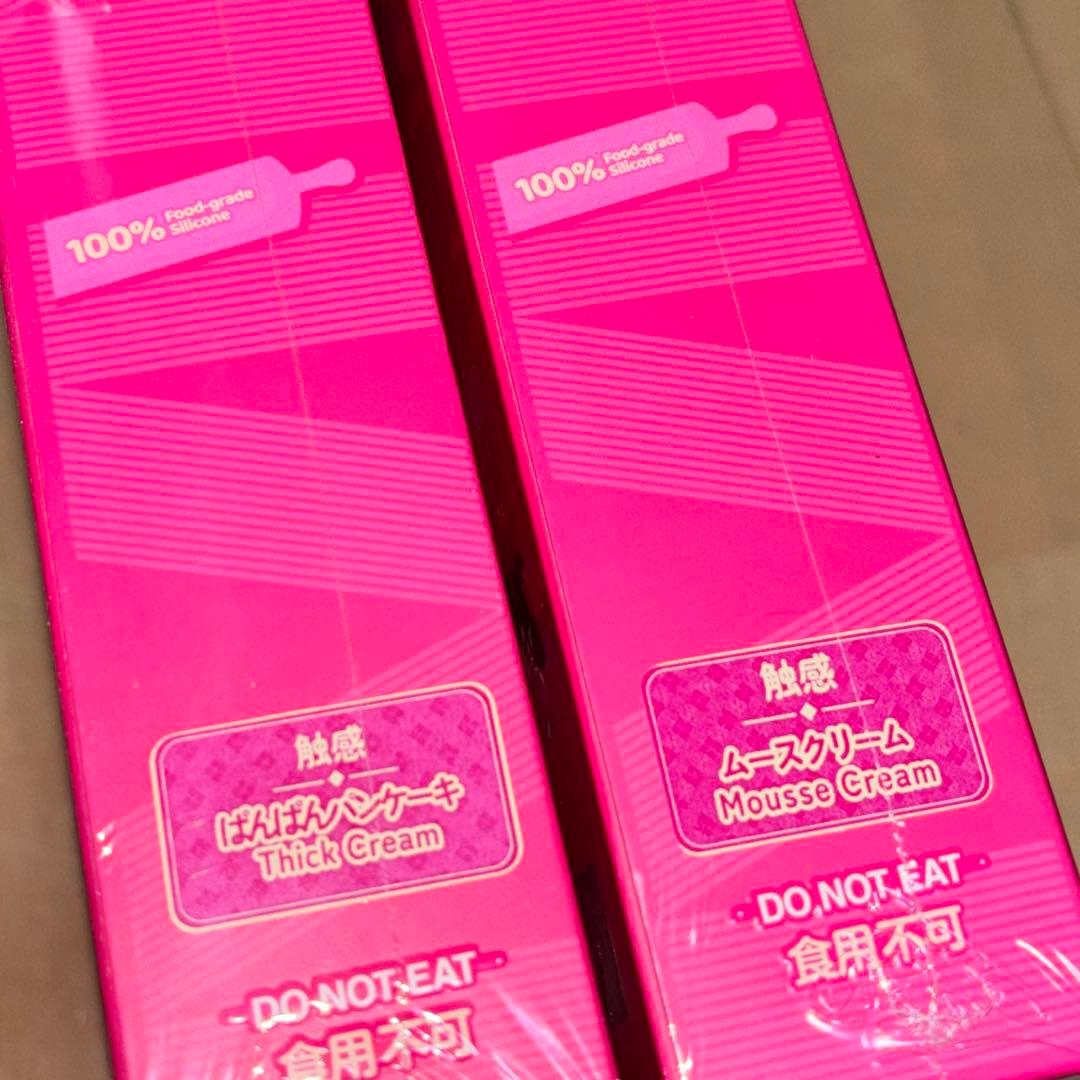 100% Food-grade
Silicone
触感
ぱんぱんパンケーキ
Thick Cream
DO NOT EAT
食用不可
100% Food-grade
Silicone
触感
ムースクリーム
Mousse Cream
DO NOT EAT
食用不可